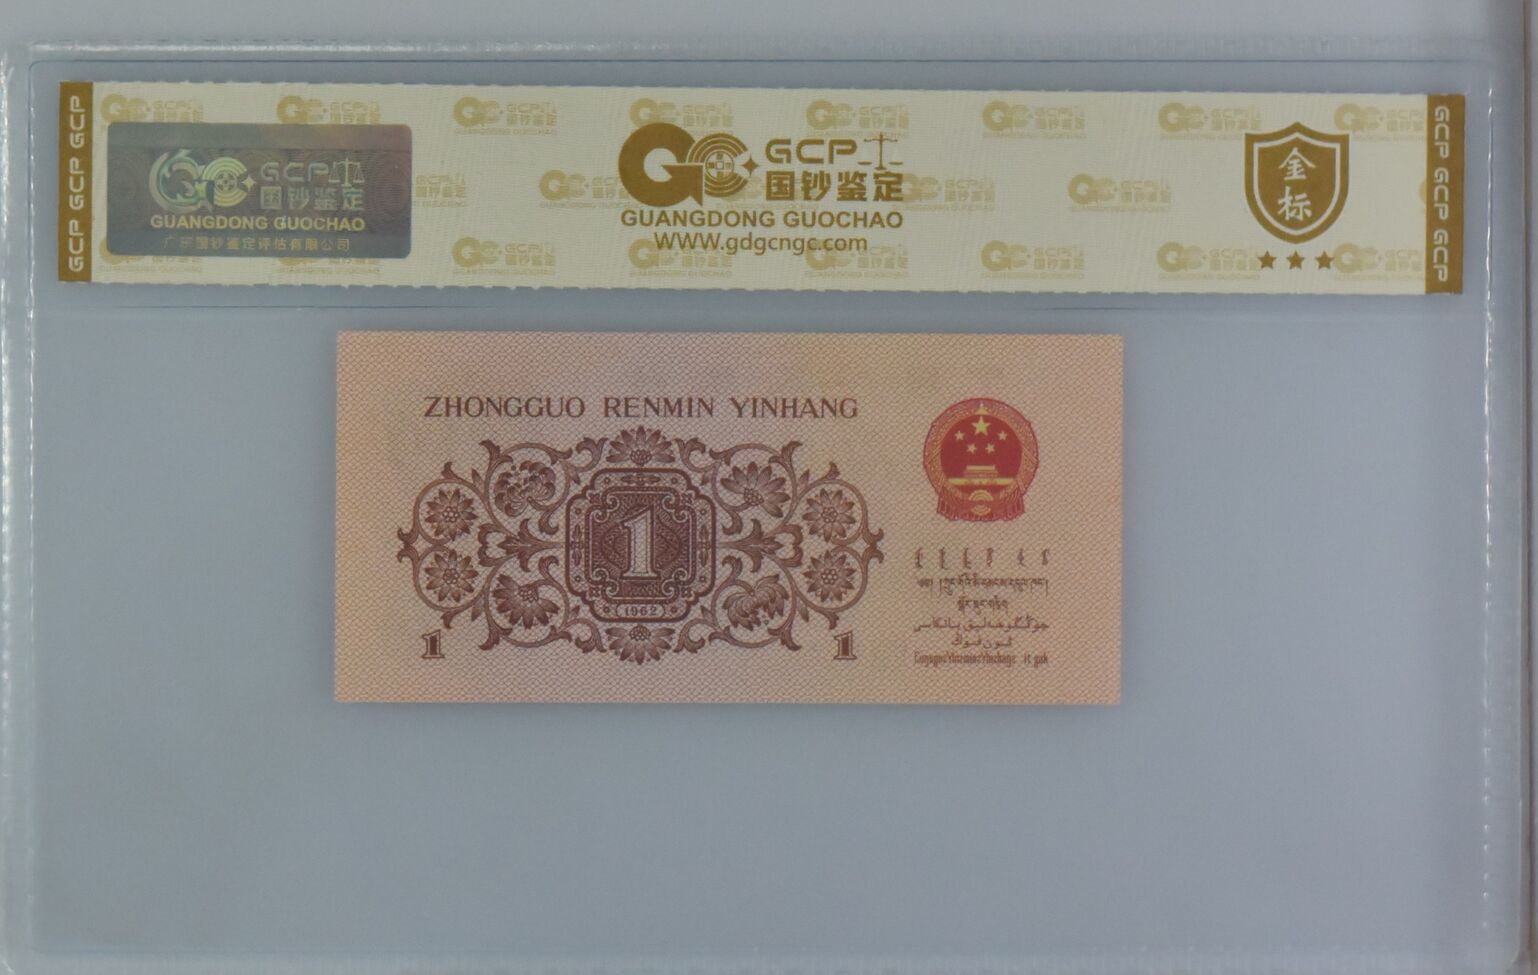 GCP GCP GCP
GCP
国钞鉴定
GUANGDONG GUOCHAO
广东国钞鉴定评估有限公司
GCP
国钞鉴定
GUANGDONG GUOCHAO
WWW.gdgcngc.com
金
标
GCP GCP GCP
ZHONGGUO RENMIN YINHANG
1
(1962)
1
1